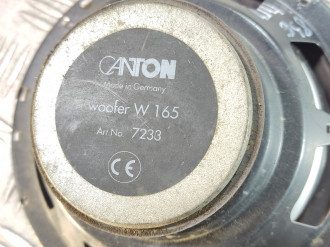 CANTON
Made in Germany
woofer W 165
Art No. 7233
CE